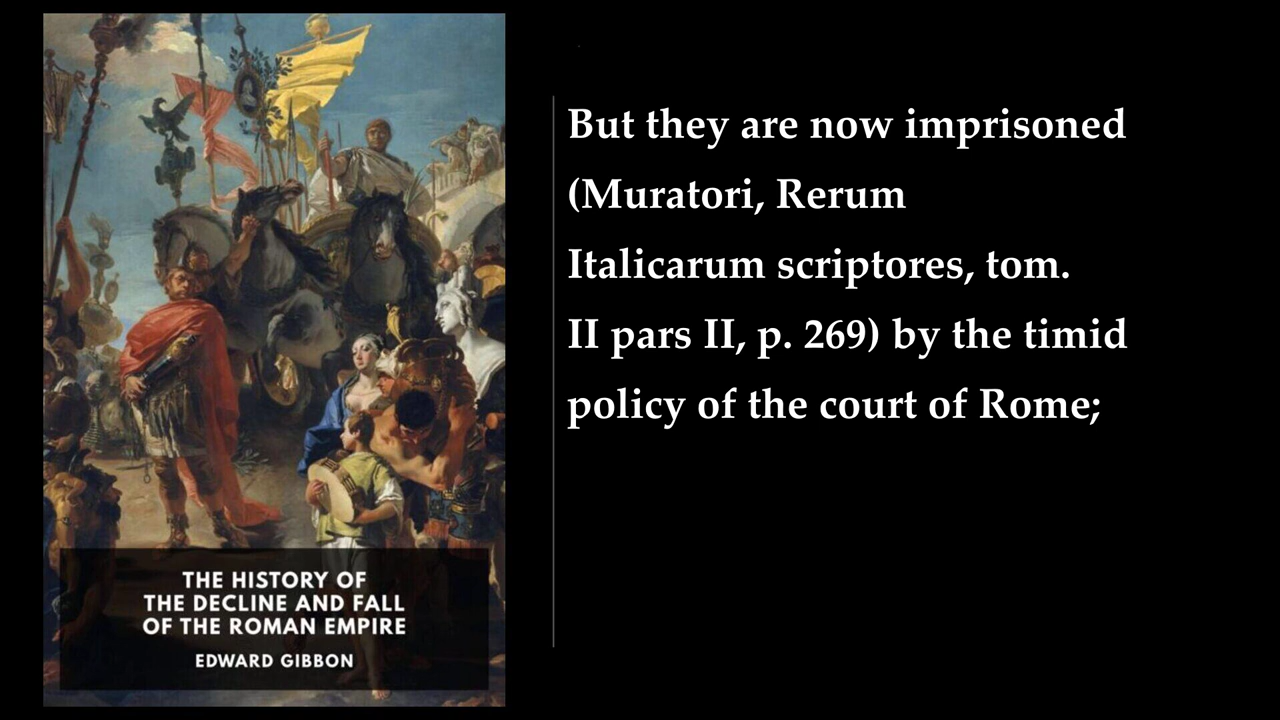 THE HISTORY OF
THE DECLINE AND FALL
OF THE ROMAN EMPIRE
EDWARD GIBBON
But they are now imprisoned
(Muratori, Rerum
Italicarum scriptores, tom.
II pars II, p. 269) by the timid
policy of the court of Rome;